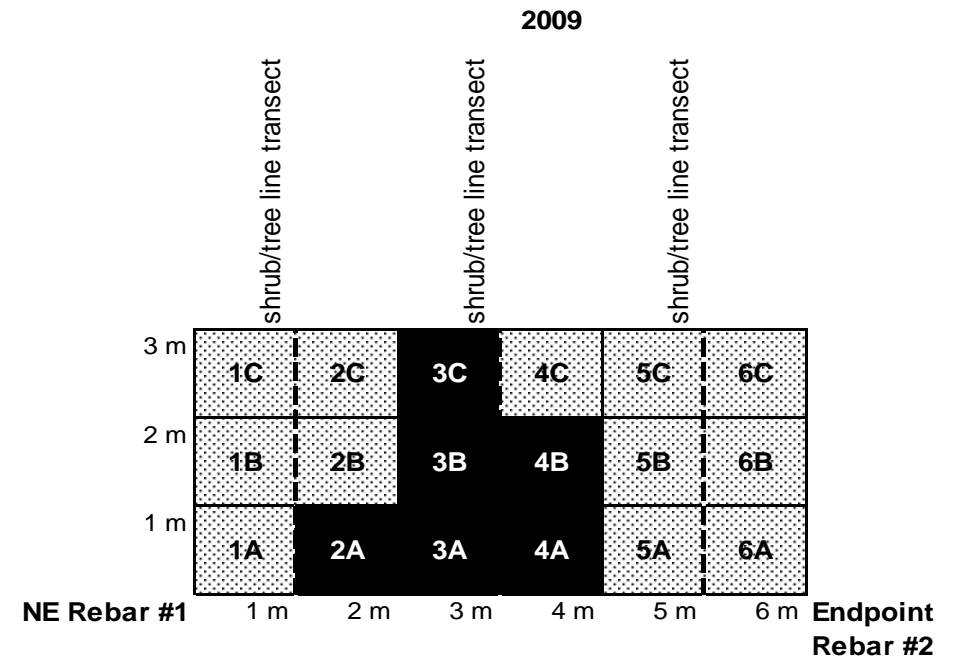 2009
shrub/tree line transect
shrub/tree line transect
shrub/tree line transect
3 m
1C 2C 3C 4C 5C 6C
2 m
1B 2B 3B 4B 5B 6B
1 m
1A 2A 3A 4A 5A 6A
NE Rebar #1 1 m 2 m 3 m 4 m 5 m 6 m Endpoint
Rebar #2